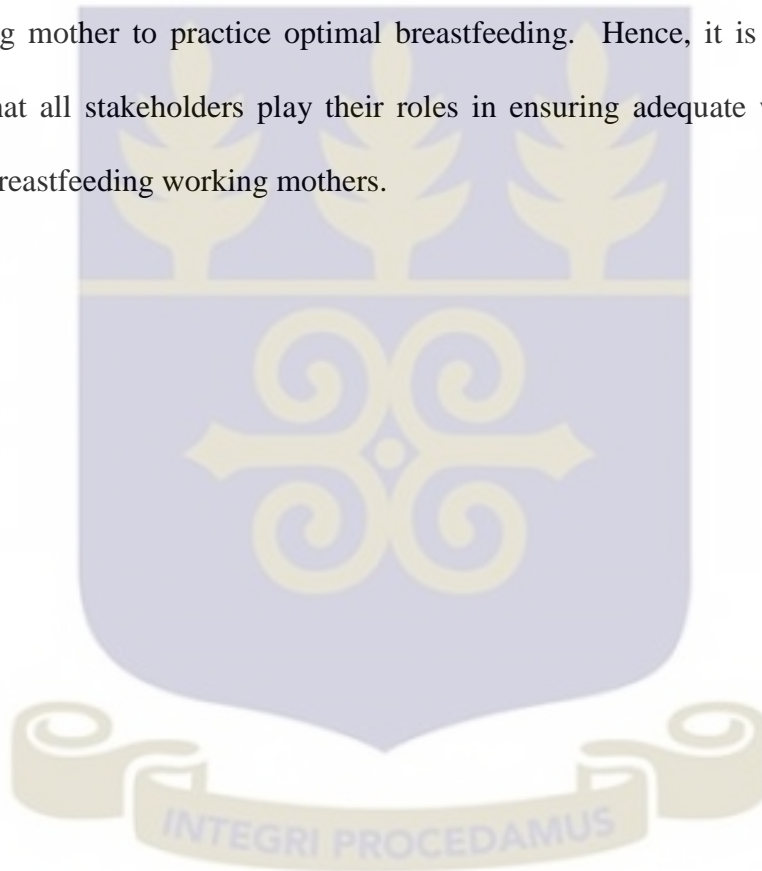 g mother to practice optimal breastfeeding. Hence, it is
at all stakeholders play their roles in ensuring adequate
reastfeeding working mothers.
INTEGRI PROCEDAMUS